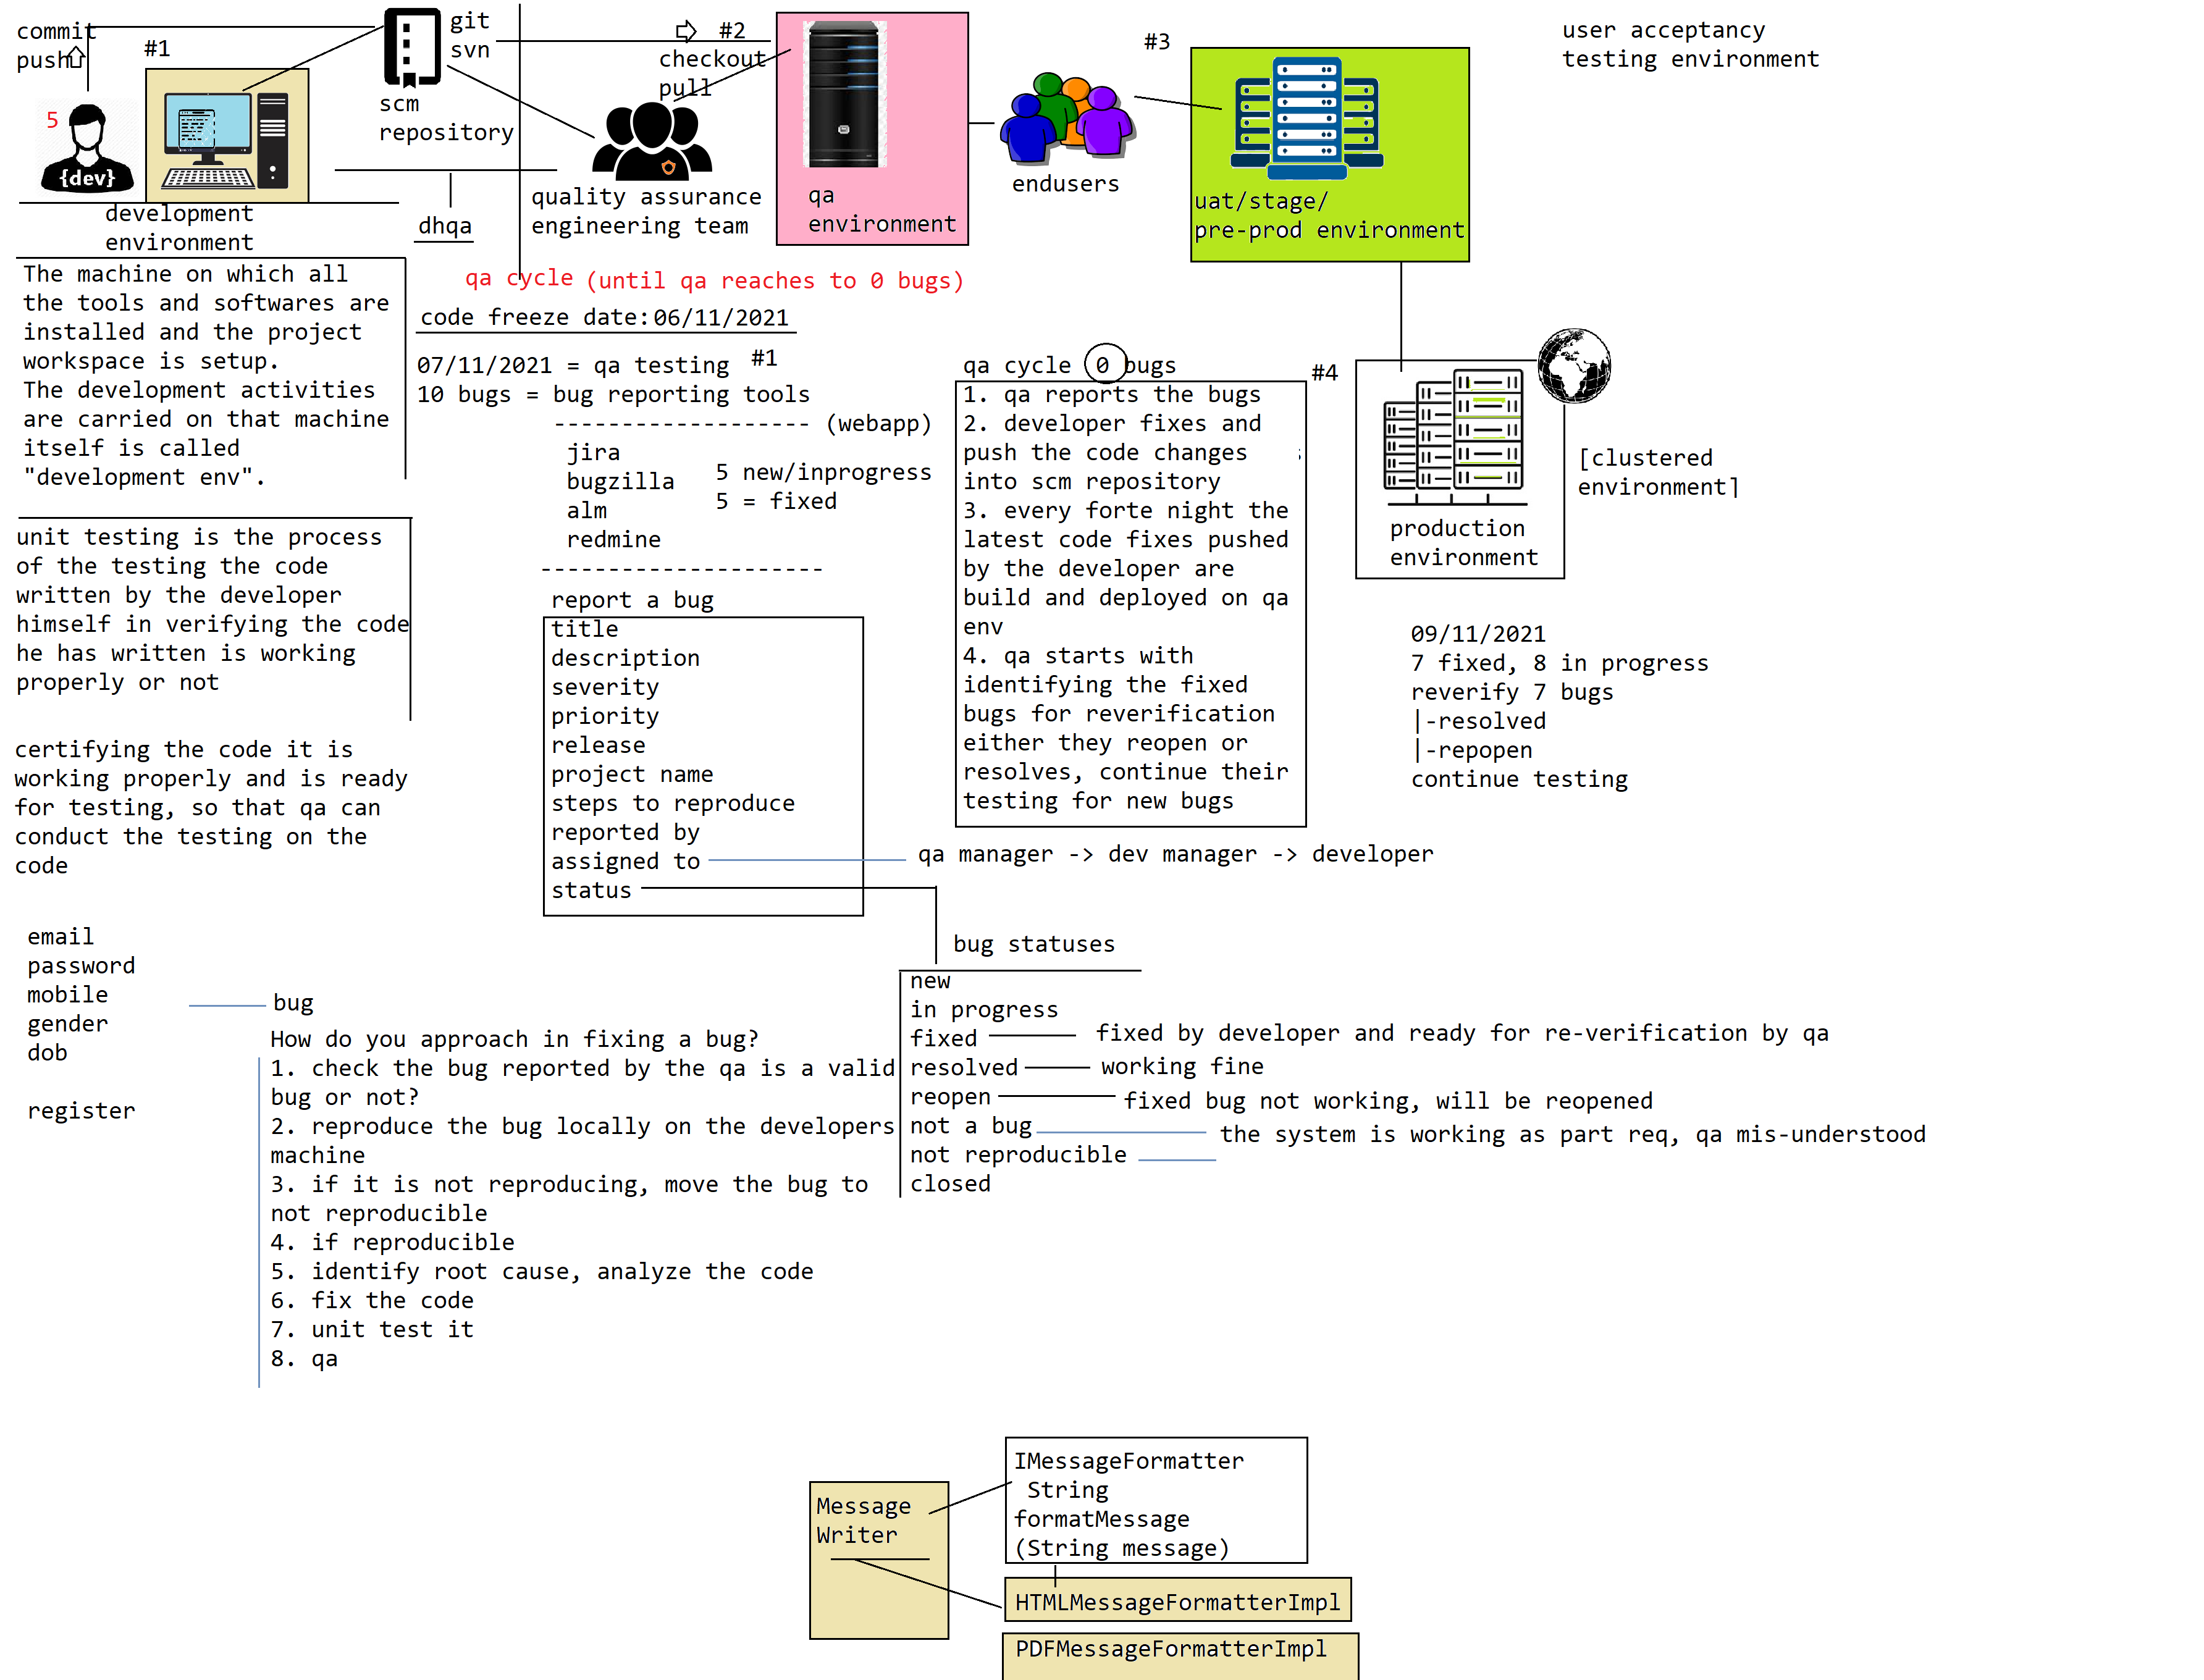 commit
push
#1
git
svn
scm
repository
5
{dev}
development
environment
dhqa
#2
checkout
pull
quality assurance
engineering team
qa
environment
endusers
#3
uat/stage/
pre-prod environment
user acceptancy
testing environment
The machine on which all
the tools and softwares are
installed and the project
workspace is setup.
The development activities
are carried on that machine
itself is called
"development env".
unit testing is the process
of the testing the code
written by the developer
himself in verifying the code
he has written is working
properly or not
certifying the code it is
working properly and is ready
for testing, so that qa can
conduct the testing on the
code
qa cycle (until qa reaches to 0 bugs)
code freeze date:06/11/2021
07/11/2021 = qa testing #1
10 bugs = bug reporting tools
------------------- (webapp)
jira
bugzilla
alm
redmine
5 new/inprogress
5 = fixed
---------------------
report a bug
title
description
severity
priority
release
project name
steps to reproduce
reported by
assigned to
status
qa manager -> dev manager -> developer
qa cycle 0 bugs
1. qa reports the bugs
2. developer fixes and
push the code changes
into scm repository
3. every forte night the
latest code fixes pushed
by the developer are
build and deployed on qa
env
4. qa starts with
identifying the fixed
bugs for reverification
either they reopen or
resolves, continue their
testing for new bugs
#4
production
environment
[clustered
environment]
09/11/2021
7 fixed, 8 in progress
reverify 7 bugs
|-resolved
|-repopen
continue testing
email
password
mobile
gender
dob
register
bug
How do you approach in fixing a bug?
1. check the bug reported by the qa is a valid
bug or not?
2. reproduce the bug locally on the developers
machine
3. if it is not reproducing, move the bug to
not reproducible
4. if reproducible
5. identify root cause, analyze the code
6. fix the code
7. unit test it
8. qa
bug statuses
new
in progress
fixed
resolved
reopen
not a bug
not reproducible
closed
fixed by developer and ready for re-verification by qa
working fine
fixed bug not working, will be reopened
the system is working as part req, qa mis-understood
Message
Writer
IMessageFormatter
String
formatMessage
(String message)
HTMLMessageFormatterImpl
PDFMessageFormatterImpl